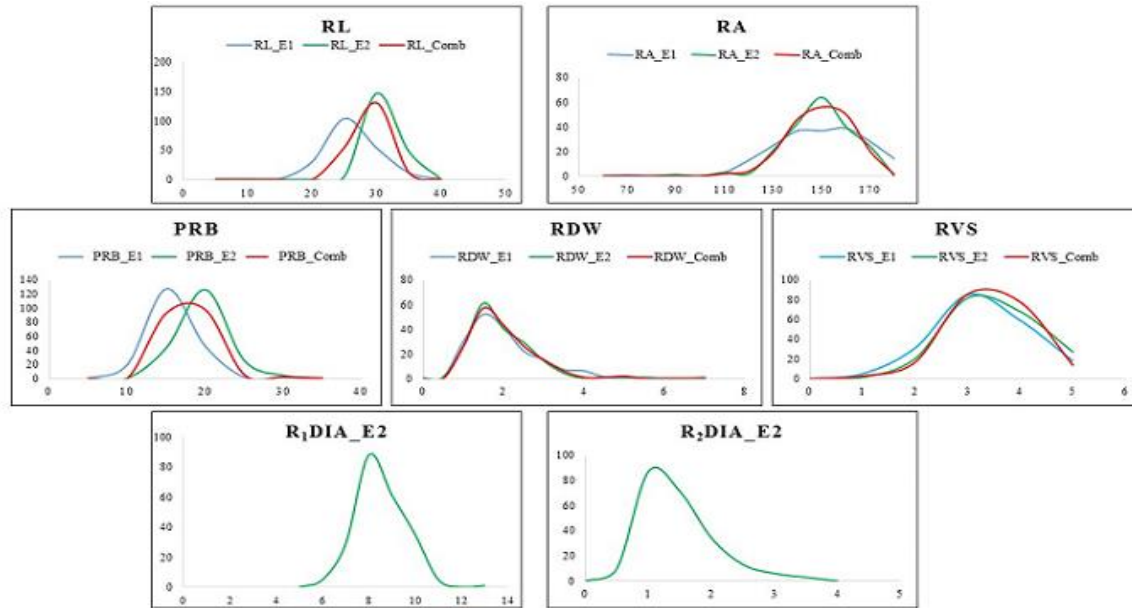 RL
RL_E1 RL_E2 RL_Comb
200
150
100
50
0
0 10 20 30 40 50
RA
RA_E1 RA_E2 RA_Comb
80
60
40
20
0
50 70 90 110 130 150 170
PRB
PRB_E1 PRB_E2 PRB_Comb
140
120
100
80
60
40
20
0
0 10 20 30 40
RDW
RDW_E1 RDW_E2 RDW_Comb
80
60
40
20
0
0 2 4 6 8
RVS
RVS_E1 RVS_E2 RVS_Comb
100
80
60
40
20
0
0 1 2 3 4 5 6
R₁DIA_E2
100
80
60
40
20
0
0 2 4 6 8 10 12 14
R₂DIA_E2
100
80
60
40
20
0
0 1 2 3 4 5